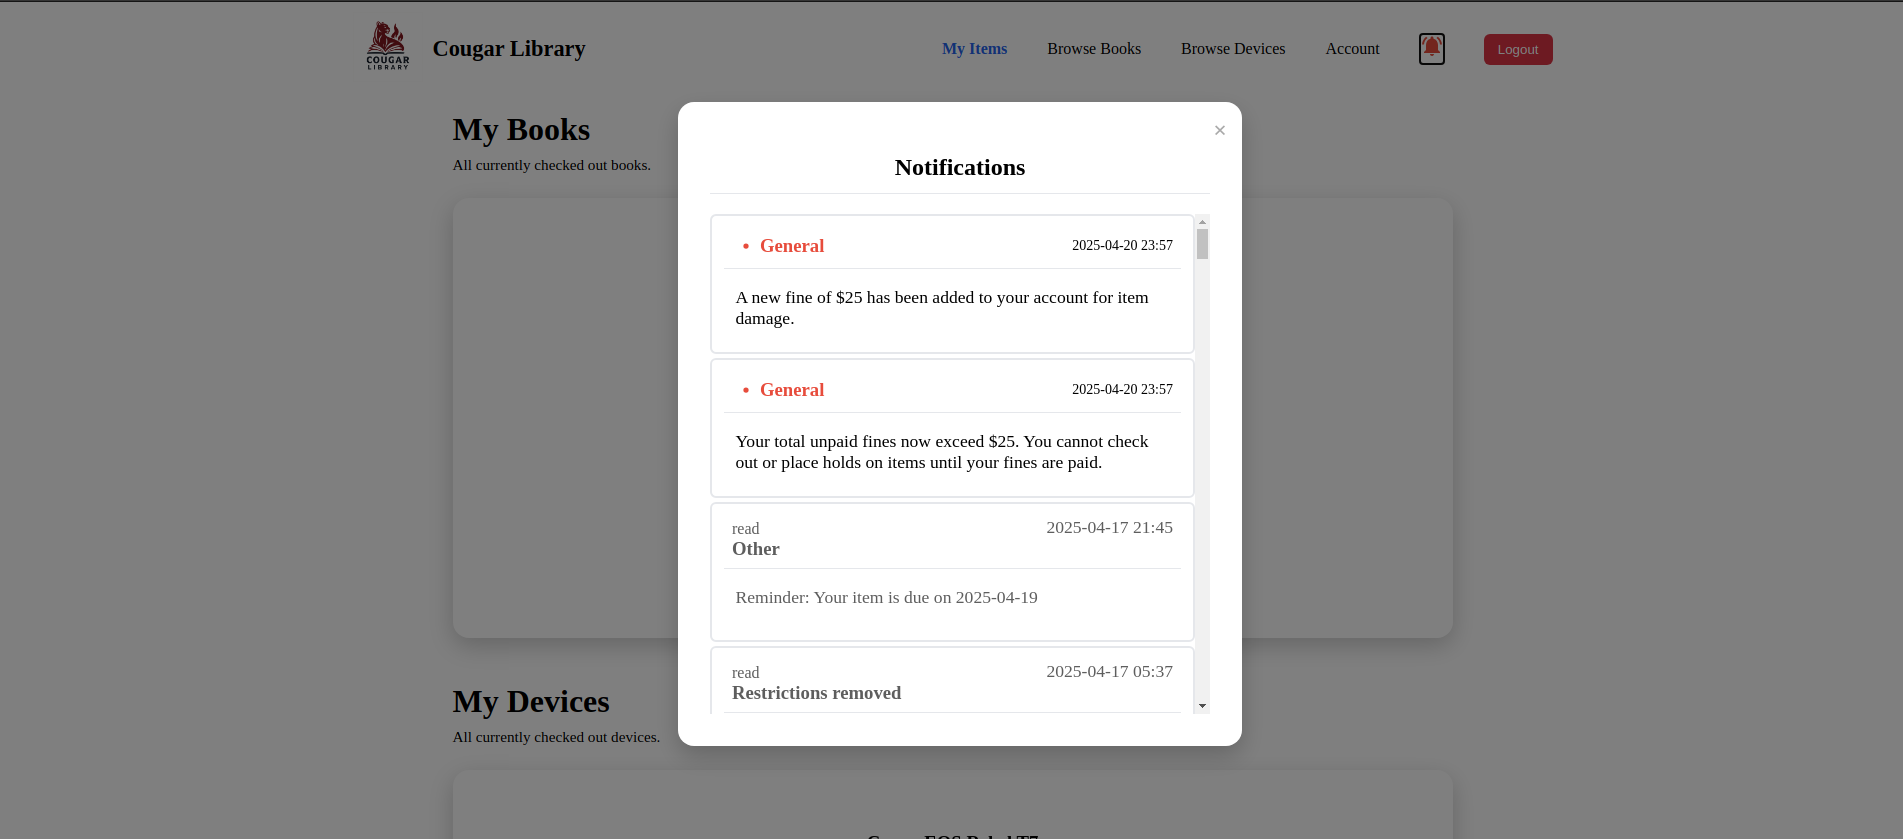 COUGAR
LIBRARY
Cougar Library
My Items
Browse Books
Browse Devices
Account
Logout
My Books
All currently checked out books.
×
Notifications
• General
2025-04-20 23:57
A new fine of $25 has been added to your account for item
damage.
• General
2025-04-20 23:57
Your total unpaid fines now exceed $25. You cannot check
out or place holds on items until your fines are paid.
read
2025-04-17 21:45
Other
Reminder: Your item is due on 2025-04-19
read
2025-04-17 05:37
Restrictions removed
My Devices
All currently checked out devices.